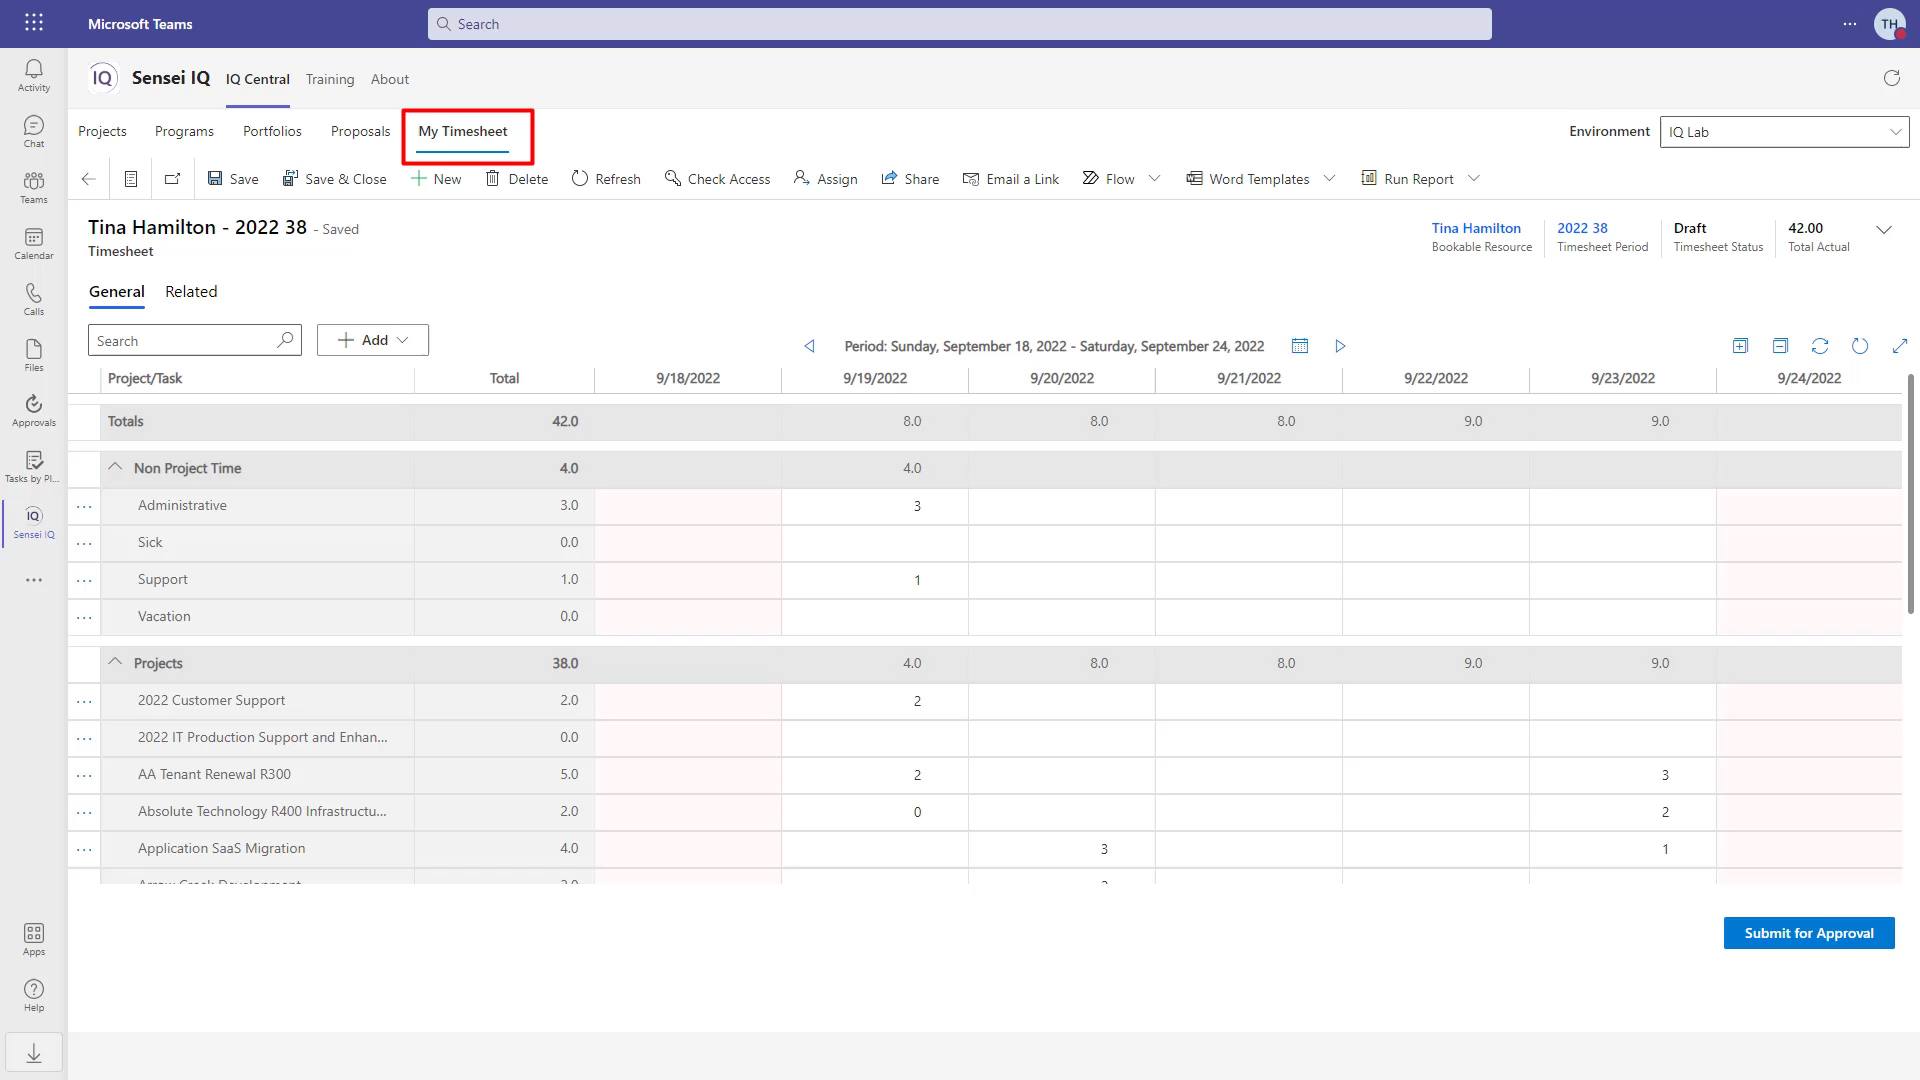 Microsoft Teams
Search
TH
Activity
Chat
Teams
Calendar
Calls
Files
Approvals
Tasks by Pl...
IQ
Sensei IQ
Apps
Help
IQ Sensei IQ IQ Central Training About
Projects Programs Portfolios Proposals My Timesheet Environment IQ Lab
Save Save & Close New Delete Refresh Check Access Assign Share Email a Link Flow Word Templates Run Report
Tina Hamilton - 2022 38 - Saved
Timesheet
Tina Hamilton 2022 38 Draft 42.00
Bookable Resource Timesheet Period Timesheet Status Total Actual
General Related
Search Add Period: Sunday, September 18, 2022 - Saturday, September 24, 2022
Project/Task Total 9/18/2022 9/19/2022 9/20/2022 9/21/2022 9/22/2022 9/23/2022 9/24/2022
Totals 42.0 8.0 8.0 8.0 9.0 9.0
Non Project Time 4.0 4.0
Administrative 3.0 3
Sick 0.0
Support 1.0 1
Vacation 0.0
Projects 38.0 4.0 8.0 8.0 9.0 9.0
2022 Customer Support 2.0 2
2022 IT Production Support and Enhan... 0.0
AA Tenant Renewal R300 5.0 2 3
Absolute Technology R400 Infrastructu... 2.0 0 2
Application SaaS Migration 4.0 3 1
Submit for Approval